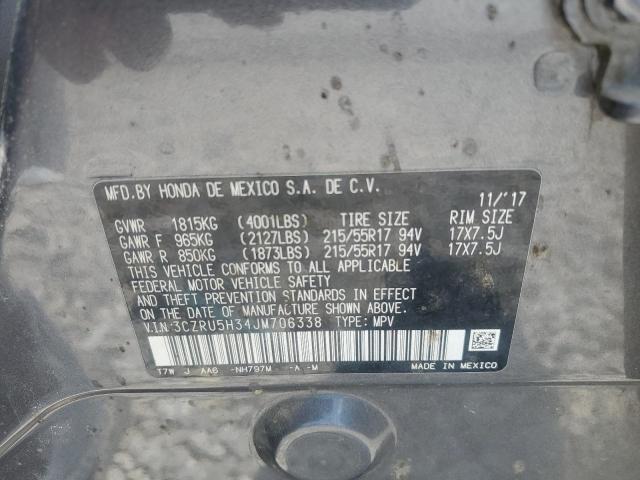 MFD. BY HONDA DE MEXICO S.A. DE C.V. 11/'17
GVWR 1815KG (4001LBS) TIRE SIZE RIM SIZE
GAWR F 965KG (2127LBS) 215/55R17 94V 17X7.5J
GAWR R 850KG (1873LBS) 215/55R17 94V 17X7.5J
THIS VEHICLE CONFORMS TO ALL APPLICABLE
FEDERAL MOTOR VEHICLE SAFETY
AND THEFT PREVENTION STANDARDS IN EFFECT
ON THE DATE OF MANUFACTURE SHOWN ABOVE.
V.I.N:3CZRU5H34JM706338 TYPE: MPV
T7W J AA6 -NH797M -A -M MADE IN MEXICO